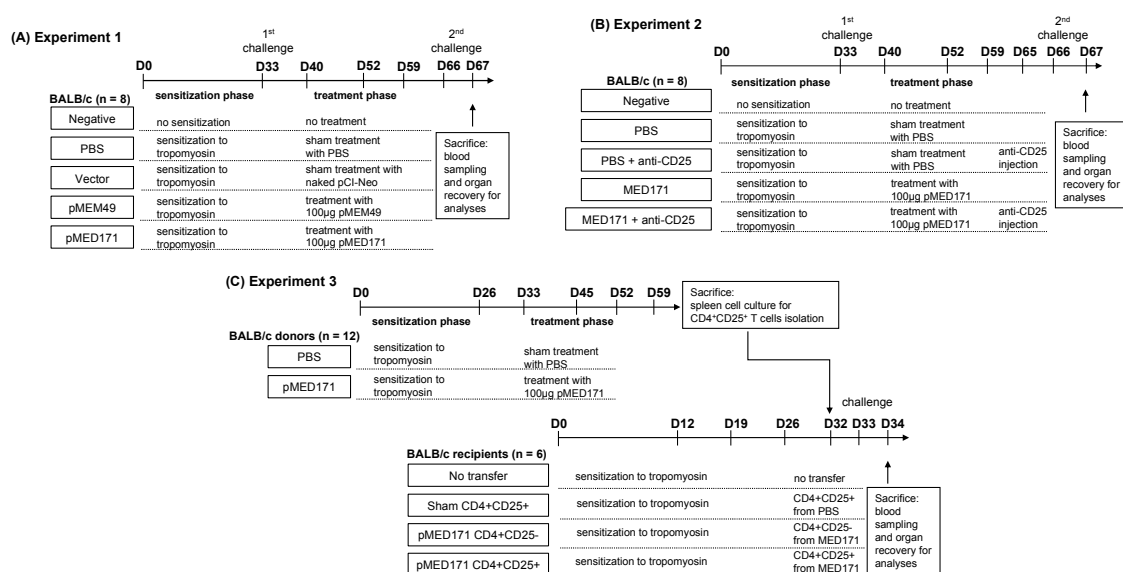 (A) Experiment 1
1st
challenge
2nd
challenge
D0 D33 D40 D52 D59 D66 D67
BALB/c (n = 8)
sensitization phase treatment phase
Negative
no sensitization no treatment
PBS
sensitization to
tropomyosin
sham treatment
with PBS
Vector
sensitization to
tropomyosin
sham treatment with
naked pCI-Neo
pMEM49
sensitization to
tropomyosin
treatment with
100µg pMEM49
pMED171
sensitization to
tropomyosin
treatment with
100µg pMED171
Sacrifice:
blood
sampling
and organ
recovery for
analyses
(B) Experiment 2
1st
challenge
2nd
challenge
D0 D33 D40 D52 D59 D65 D66 D67
BALB/c (n = 8)
sensitization phase treatment phase
Negative
no sensitization no treatment
PBS
sensitization to
tropomyosin
sham treatment
with PBS
PBS + anti-CD25
sensitization to
tropomyosin
sham treatment
with PBS
anti-CD25
injection
MED171
sensitization to
tropomyosin
treatment with
100µg pMED171
MED171 + anti-CD25
sensitization to
tropomyosin
treatment with
100µg pMED171
anti-CD25
injection
Sacrifice:
blood
sampling
and organ
recovery for
analyses
(C) Experiment 3
D0 D26 D33 D45 D52 D59
sensitization phase treatment phase
BALB/c donors (n = 12)
PBS
sensitization to
tropomyosin
sham treatment
with PBS
pMED171
sensitization to
tropomyosin
treatment with
100µg pMED171
Sacrifice:
spleen cell culture for
CD4+CD25+ T cells isolation
challenge
D0 D12 D19 D26 D32 D33 D34
BALB/c recipients (n = 6)
No transfer
sensitization to tropomyosin no transfer
Sham CD4+CD25+
sensitization to tropomyosin
CD4+CD25+
from PBS
pMED171 CD4+CD25-
sensitization to tropomyosin
CD4+CD25-
from MED171
pMED171 CD4+CD25+
sensitization to tropomyosin
CD4+CD25+
from MED171
Sacrifice:
blood
sampling
and organ
recovery for
analyses